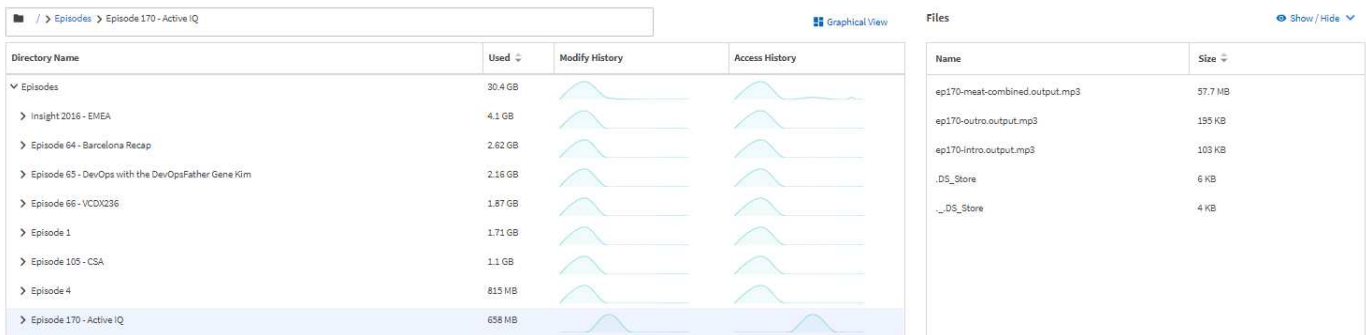 / > Episodes > Episode 170 - Active IQ
Graphical View
Directory Name Used Modify History Access History
Episodes 30.4 GB
Insight 2016 - EMEA 4.1 GB
Episode 64 - Barcelona Recap 2.62 GB
Episode 65 - DevOps with the DevOpsFather Gene Kim 2.16 GB
Episode 66 - VCDX236 1.87 GB
Episode 1 1.71 GB
Episode 105 - CSA 1.1 GB
Episode 4 815 MB
Episode 170 - Active IQ 658 MB
Files
Show / Hide
Name Size
ep170-meat-combined.output.mp3 57.7 MB
ep170-outro.output.mp3 195 KB
ep170-intro.output.mp3 103 KB
.DS_Store 6 KB
._.DS_Store 4 KB